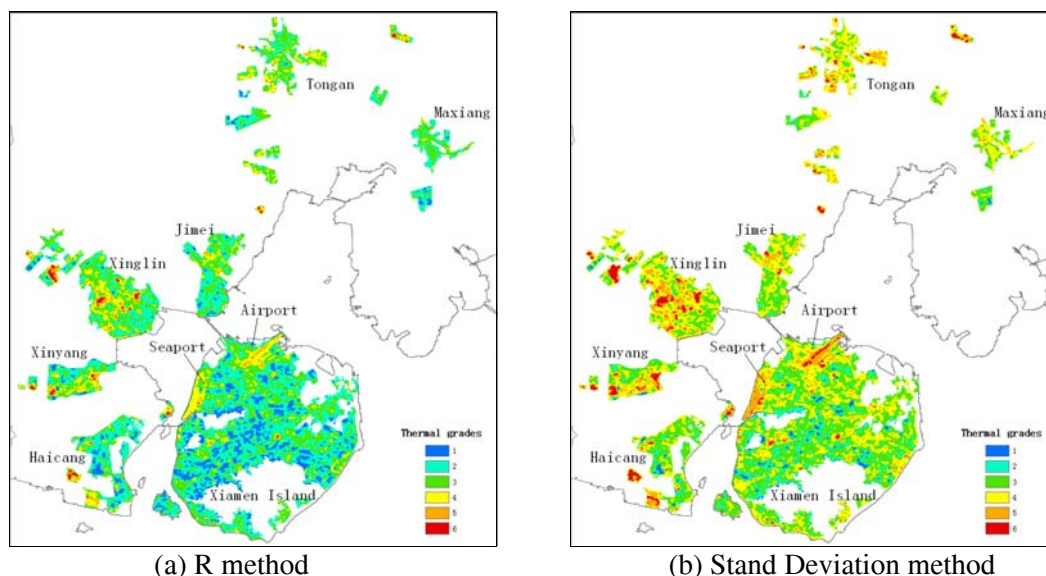 Tongan
Maxiang
Jimei
Xinglin
Airport
Seaport
Xinyang
Haicang
Xiamen Island
Thermal grades
1
2
3
4
5
6
(a) R method
Tongan
Maxiang
Jimei
Xinglin
Airport
Seaport
Xinyang
Haicang
Xiamen Island
Thermal grades
1
2
3
4
5
6
(b) Stand Deviation method